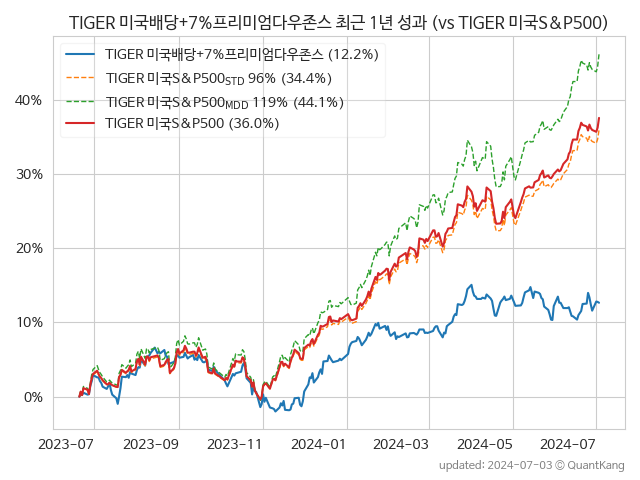 TIGER 미국배당+7%프리미엄다우존스 최근 1년 성과 (vs TIGER 미국S&P500)
TIGER 미국배당+7%프리미엄다우존스 (12.2%)
TIGER 미국S&P500STD 96% (34.4%)
TIGER 미국S&P500MDD 119% (44.1%)
TIGER 미국S&P500 (36.0%)
40%
30%
20%
10%
0%
2023-07 2023-09 2023-11 2024-01 2024-03 2024-05 2024-07
updated: 2024-07-03 © QuantKang